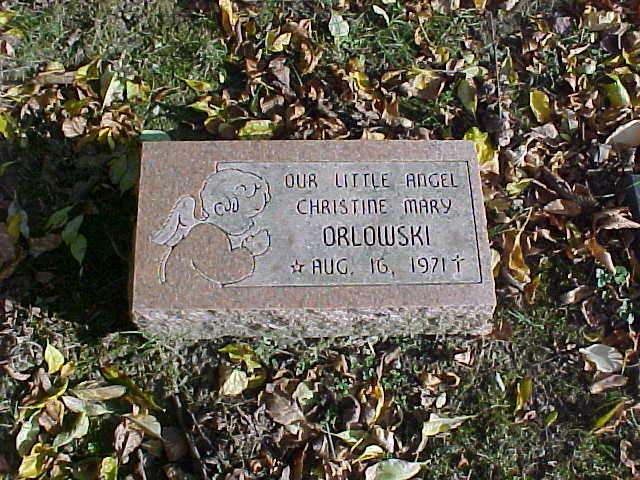 OUR LITTLE ANGEL
CHRISTINE MARY
ORLOWSKI
☆ AUG. 16, 1971 †